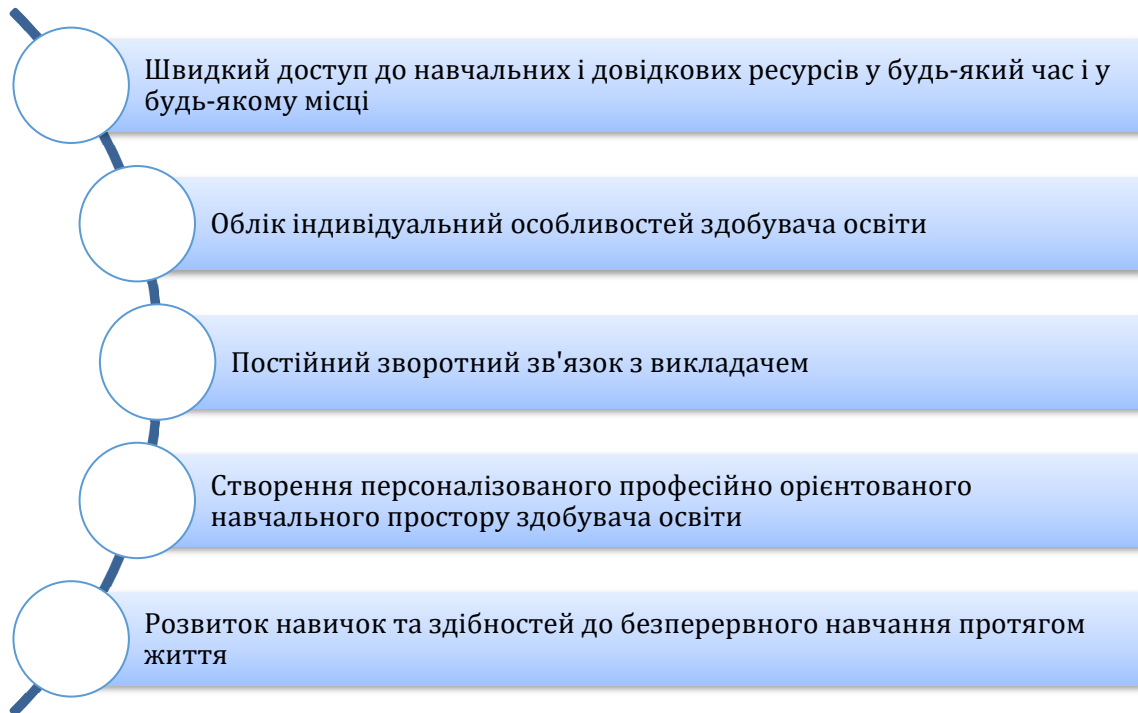 Швидкий доступ до навчальних і довідкових ресурсів у будь-який час і у
будь-якому місці
Облік індивідуальний особливостей здобувача освіти
Постійний зворотний зв'язок з викладачем
Створення персоналізованого професійно орієнтованого
навчального простору здобувача освіти
Розвиток навичок та здібностей до безперервного навчання протягом
життя